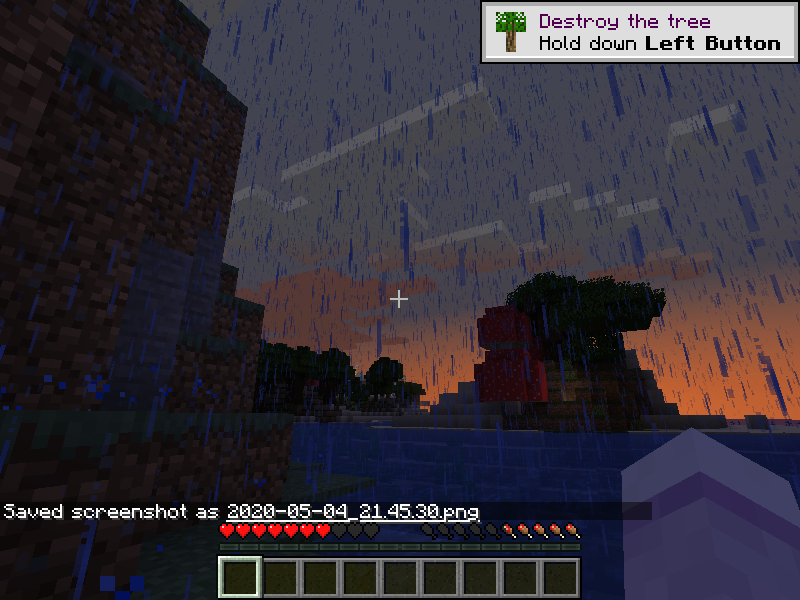 Destroy the tree
Hold down Left Button
Saved screenshot as 2020-05-04_21.45.30.png